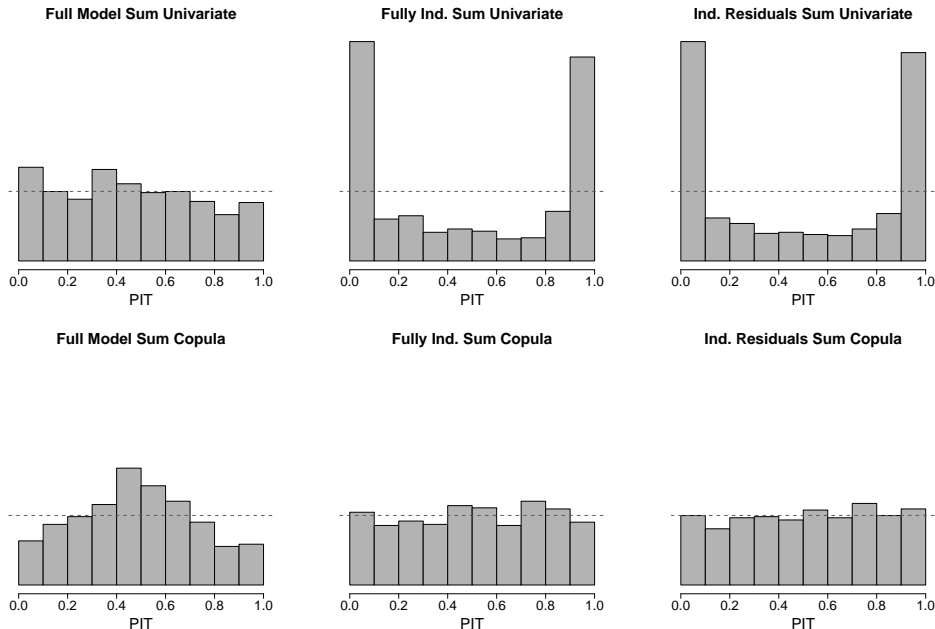 Full Model Sum Univariate
Fully Ind. Sum Univariate
Ind. Residuals Sum Univariate
0.0 0.2 0.4 0.6 0.8 1.0
0.0 0.2 0.4 0.6 0.8 1.0
0.0 0.2 0.4 0.6 0.8 1.0
PIT
PIT
PIT
Full Model Sum Copula
Fully Ind. Sum Copula
Ind. Residuals Sum Copula
0.0 0.2 0.4 0.6 0.8 1.0
0.0 0.2 0.4 0.6 0.8 1.0
0.0 0.2 0.4 0.6 0.8 1.0
PIT
PIT
PIT